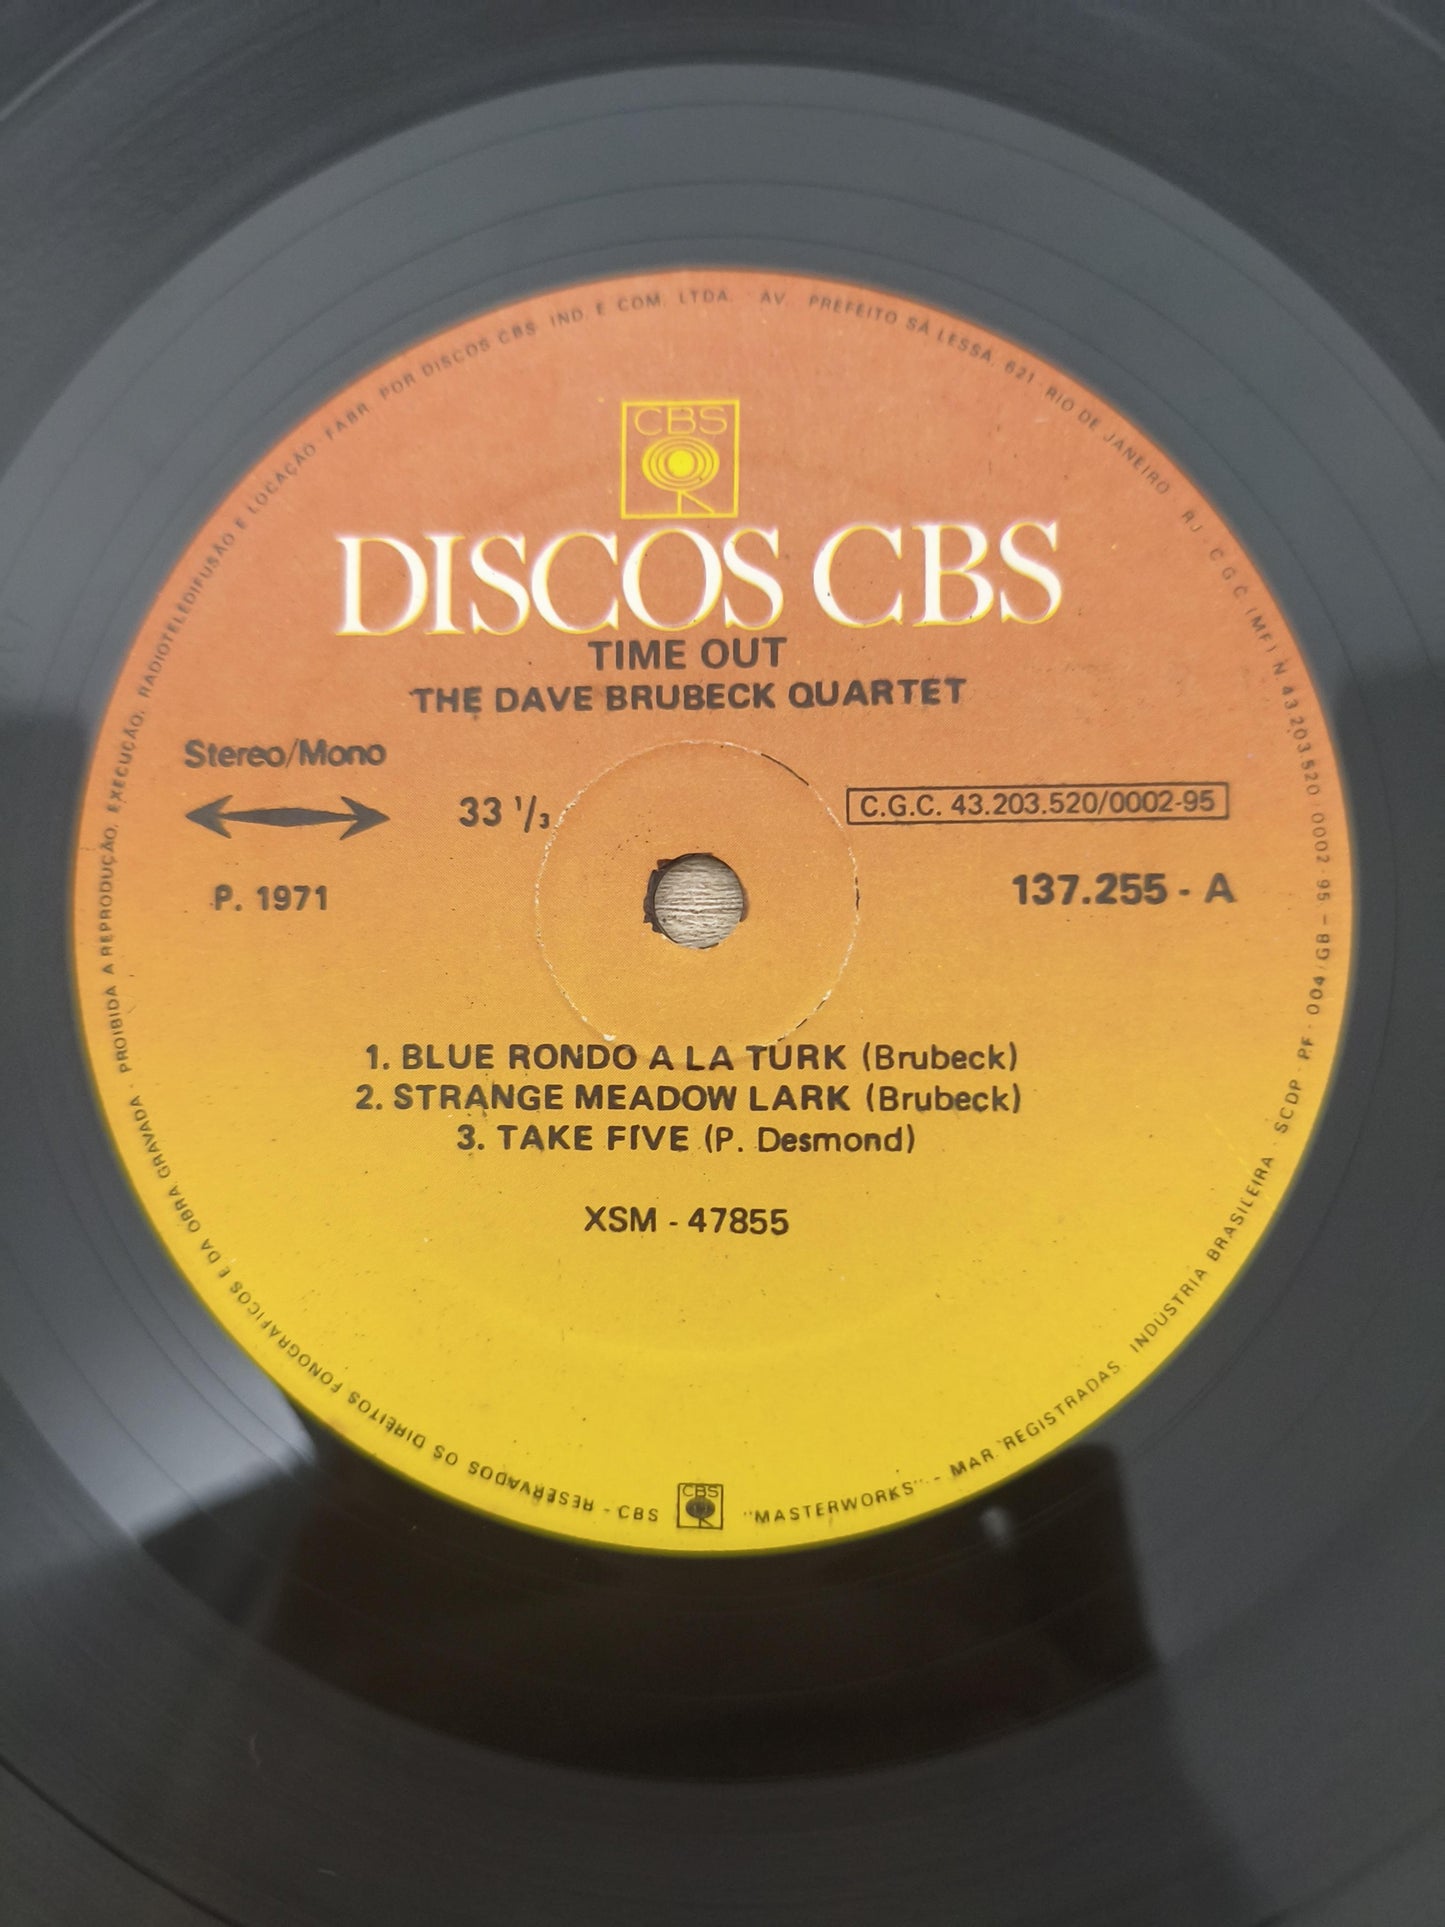 CBS
DISCOS CBS
TIME OUT
THE DAVE BRUBECK QUARTET
Stereo/Mono
33 1/3
C.G.C. 43.203.520/0002-95
P. 1971
137.255 - A
1. BLUE RONDO A LA TURK (Brubeck)
2. STRANGE MEADOW LARK (Brubeck)
3. TAKE FIVE (P. Desmond)
XSM - 47855
RESERVADOS OS DIREITOS FONOGRAFICOS E DA OBRA GRAVADA · PROIBIDA A REPRODUÇÃO, EXECUÇÃO, RADIOTELEDIFUSÃO E LOCAÇÃO · FABR. POR DISCOS CBS IND. E COM. LTDA. AV. PREFEITO SÁ LESSA, 621 · RIO DE JANEIRO · RJ · C.G.C. (MF) N 43.203.520/0002-95 – GB
SCDP · PF · 004/GB
INDÚSTRIA BRASILEIRA
CBS - CBS "MASTERWORKS" - MAR. REGISTRADAS